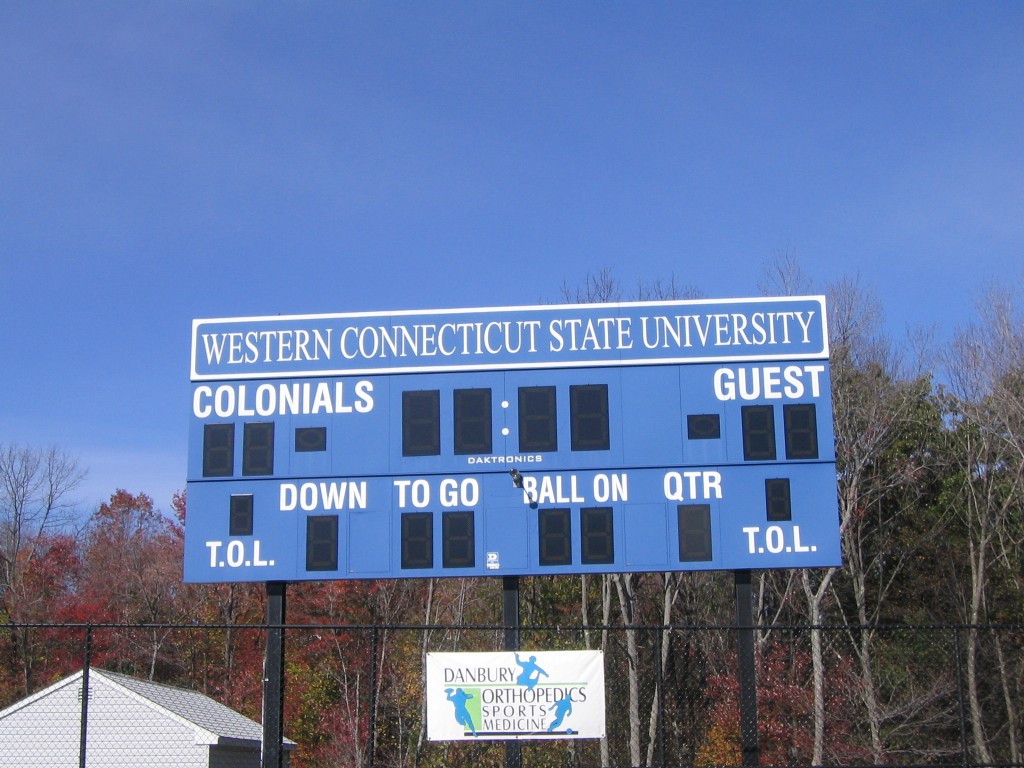 WESTERN CONNECTICUT STATE UNIVERSITY
COLONIALS GUEST
DAKTRONICS
DOWN TO GO BALL ON QTR
T.O.L. T.O.L.
DANBURY
ORTHOPEDICS
SPORTS
MEDICINE